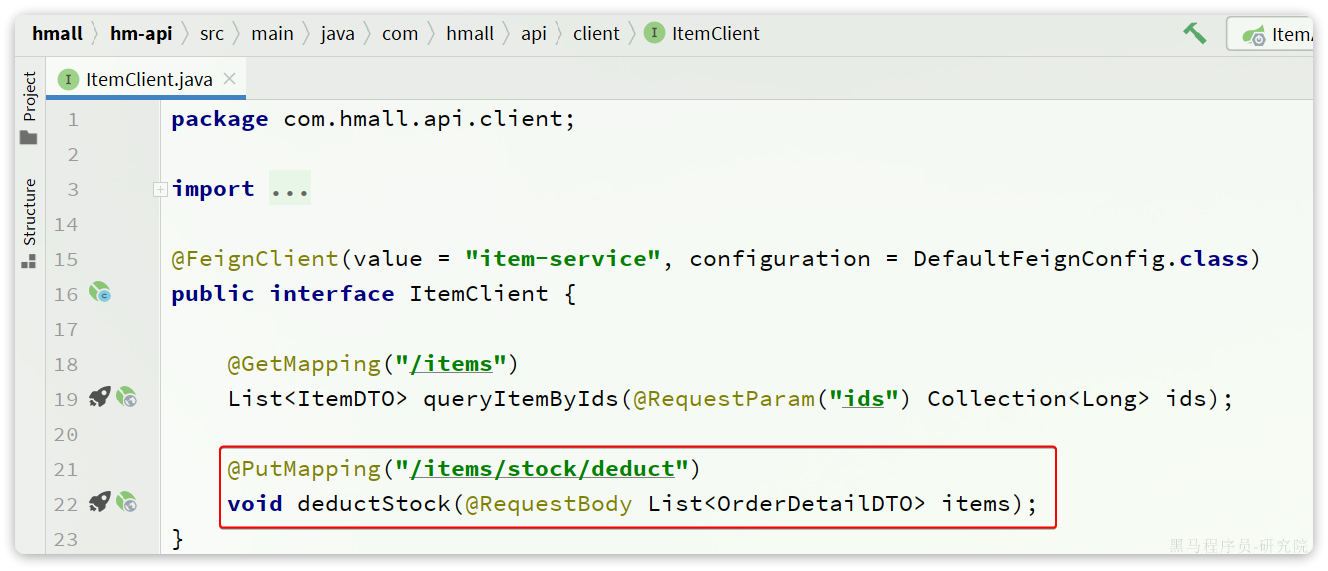 hmall hm-api src main java com hmall api client ItemClient ItemA
Project
Structure
ItemClient.java
1 package com.hmall.api.client;
2
3 import ...
14
15 @FeignClient(value = "item-service", configuration = DefaultFeignConfig.class)
16 public interface ItemClient {
17
18 @GetMapping("/items")
19 List<ItemDTO> queryItemByIds(@RequestParam("ids") Collection<Long> ids);
20
21 @PutMapping("/items/stock/deduct")
22 void deductStock(@RequestBody List<OrderDetailDTO> items);
23 }
黑马程序员-研究院